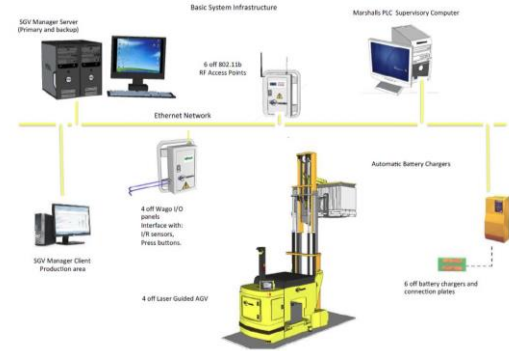 Basic System Infrastructure
SGV Manager Server
(Primary and backup)
Marshalls PLC Supervisory Computer
6 off 802.11b
RF Access Points
Ethernet Network
Automatic Battery Chargers
4 off Wago I/O
panels
Interface with:
I/R sensors,
Press buttons.
SGV Manager Client
Production area
6 off battery chargers and
connection plates
4 off Laser Guided AGV